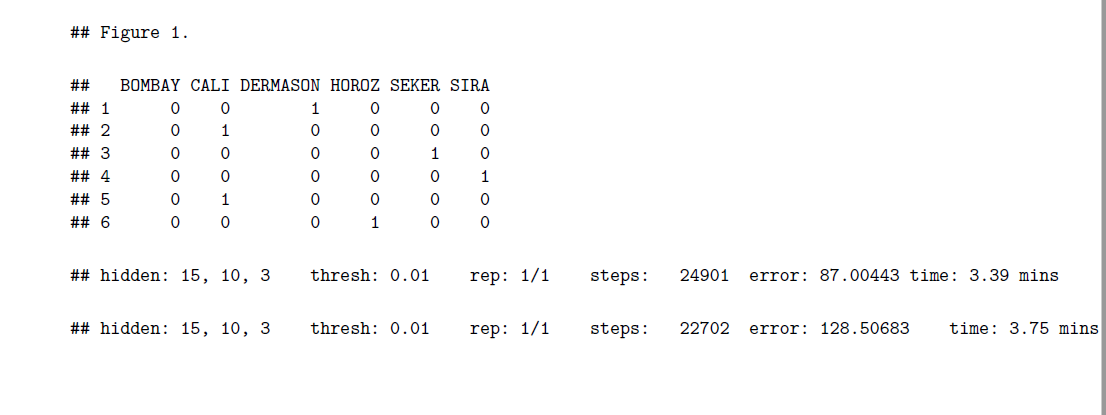 ## Figure 1.
##   BOMBAY CALI DERMASON HOROZ SEKER SIRA
## 1      0    0        1     0     0    0
## 2      0    1        0     0     0    0
## 3      0    0        0     0     1    0
## 4      0    0        0     0     0    1
## 5      0    1        0     0     0    0
## 6      0    0        0     1     0    0
## hidden: 15, 10, 3    thresh: 0.01    rep: 1/1    steps:   24901  error: 87.00443 time: 3.39 mins
## hidden: 15, 10, 3    thresh: 0.01    rep: 1/1    steps:   22702  error: 128.50683    time: 3.75 mins